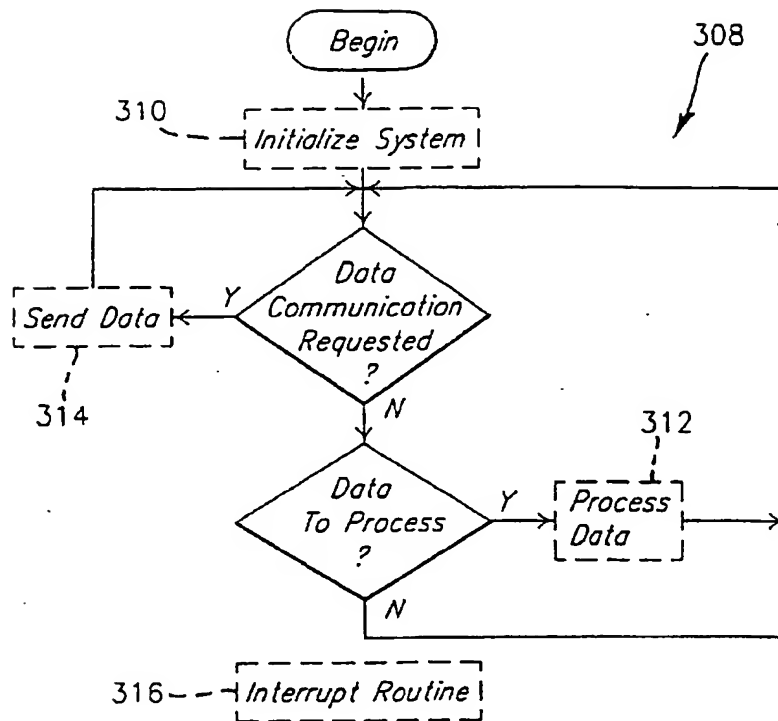 Begin
308
310
Initialize System
Data
Communication
Requested
?
Y
Send Data
314
N
312
Data
To Process
?
Y
Process
Data
N
316
Interrupt Routine